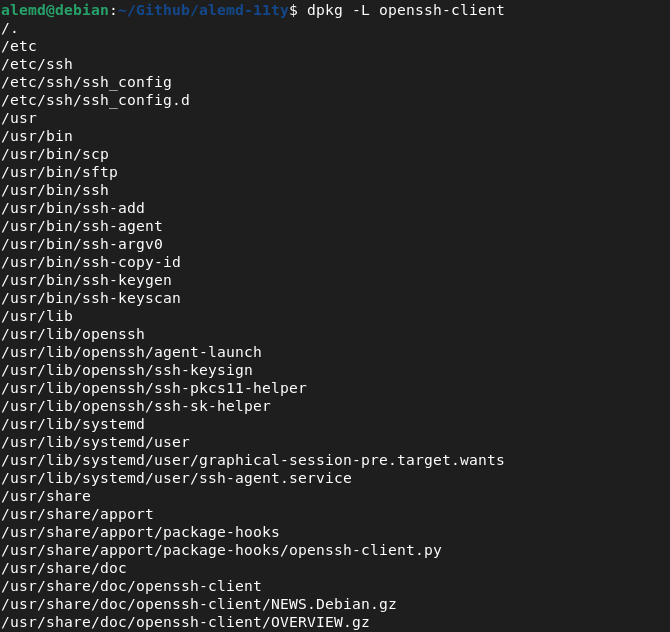 alemd@debian:~/Github/alemd-11ty$ dpkg -L openssh-client
/.
/etc
/etc/ssh
/etc/ssh/ssh_config
/etc/ssh/ssh_config.d
/usr
/usr/bin
/usr/bin/scp
/usr/bin/sftp
/usr/bin/ssh
/usr/bin/ssh-add
/usr/bin/ssh-agent
/usr/bin/ssh-argv0
/usr/bin/ssh-copy-id
/usr/bin/ssh-keygen
/usr/bin/ssh-keyscan
/usr/lib
/usr/lib/openssh
/usr/lib/openssh/agent-launch
/usr/lib/openssh/ssh-keysign
/usr/lib/openssh/ssh-pkcs11-helper
/usr/lib/openssh/ssh-sk-helper
/usr/lib/systemd
/usr/lib/systemd/user
/usr/lib/systemd/user/graphical-session-pre.target.wants
/usr/lib/systemd/user/ssh-agent.service
/usr/share
/usr/share/apport
/usr/share/apport/package-hooks
/usr/share/apport/package-hooks/openssh-client.py
/usr/share/doc
/usr/share/doc/openssh-client
/usr/share/doc/openssh-client/NEWS.Debian.gz
/usr/share/doc/openssh-client/OVERVIEW.gz